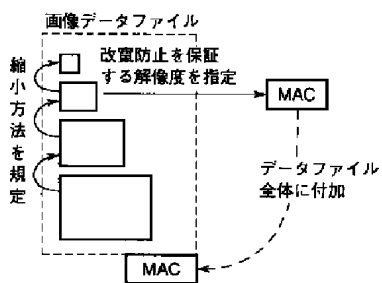 画像データファイル
縮小方法を規定
改竄防止を保証
する解像度を指定
MAC
データファイル
全体に付加
MAC